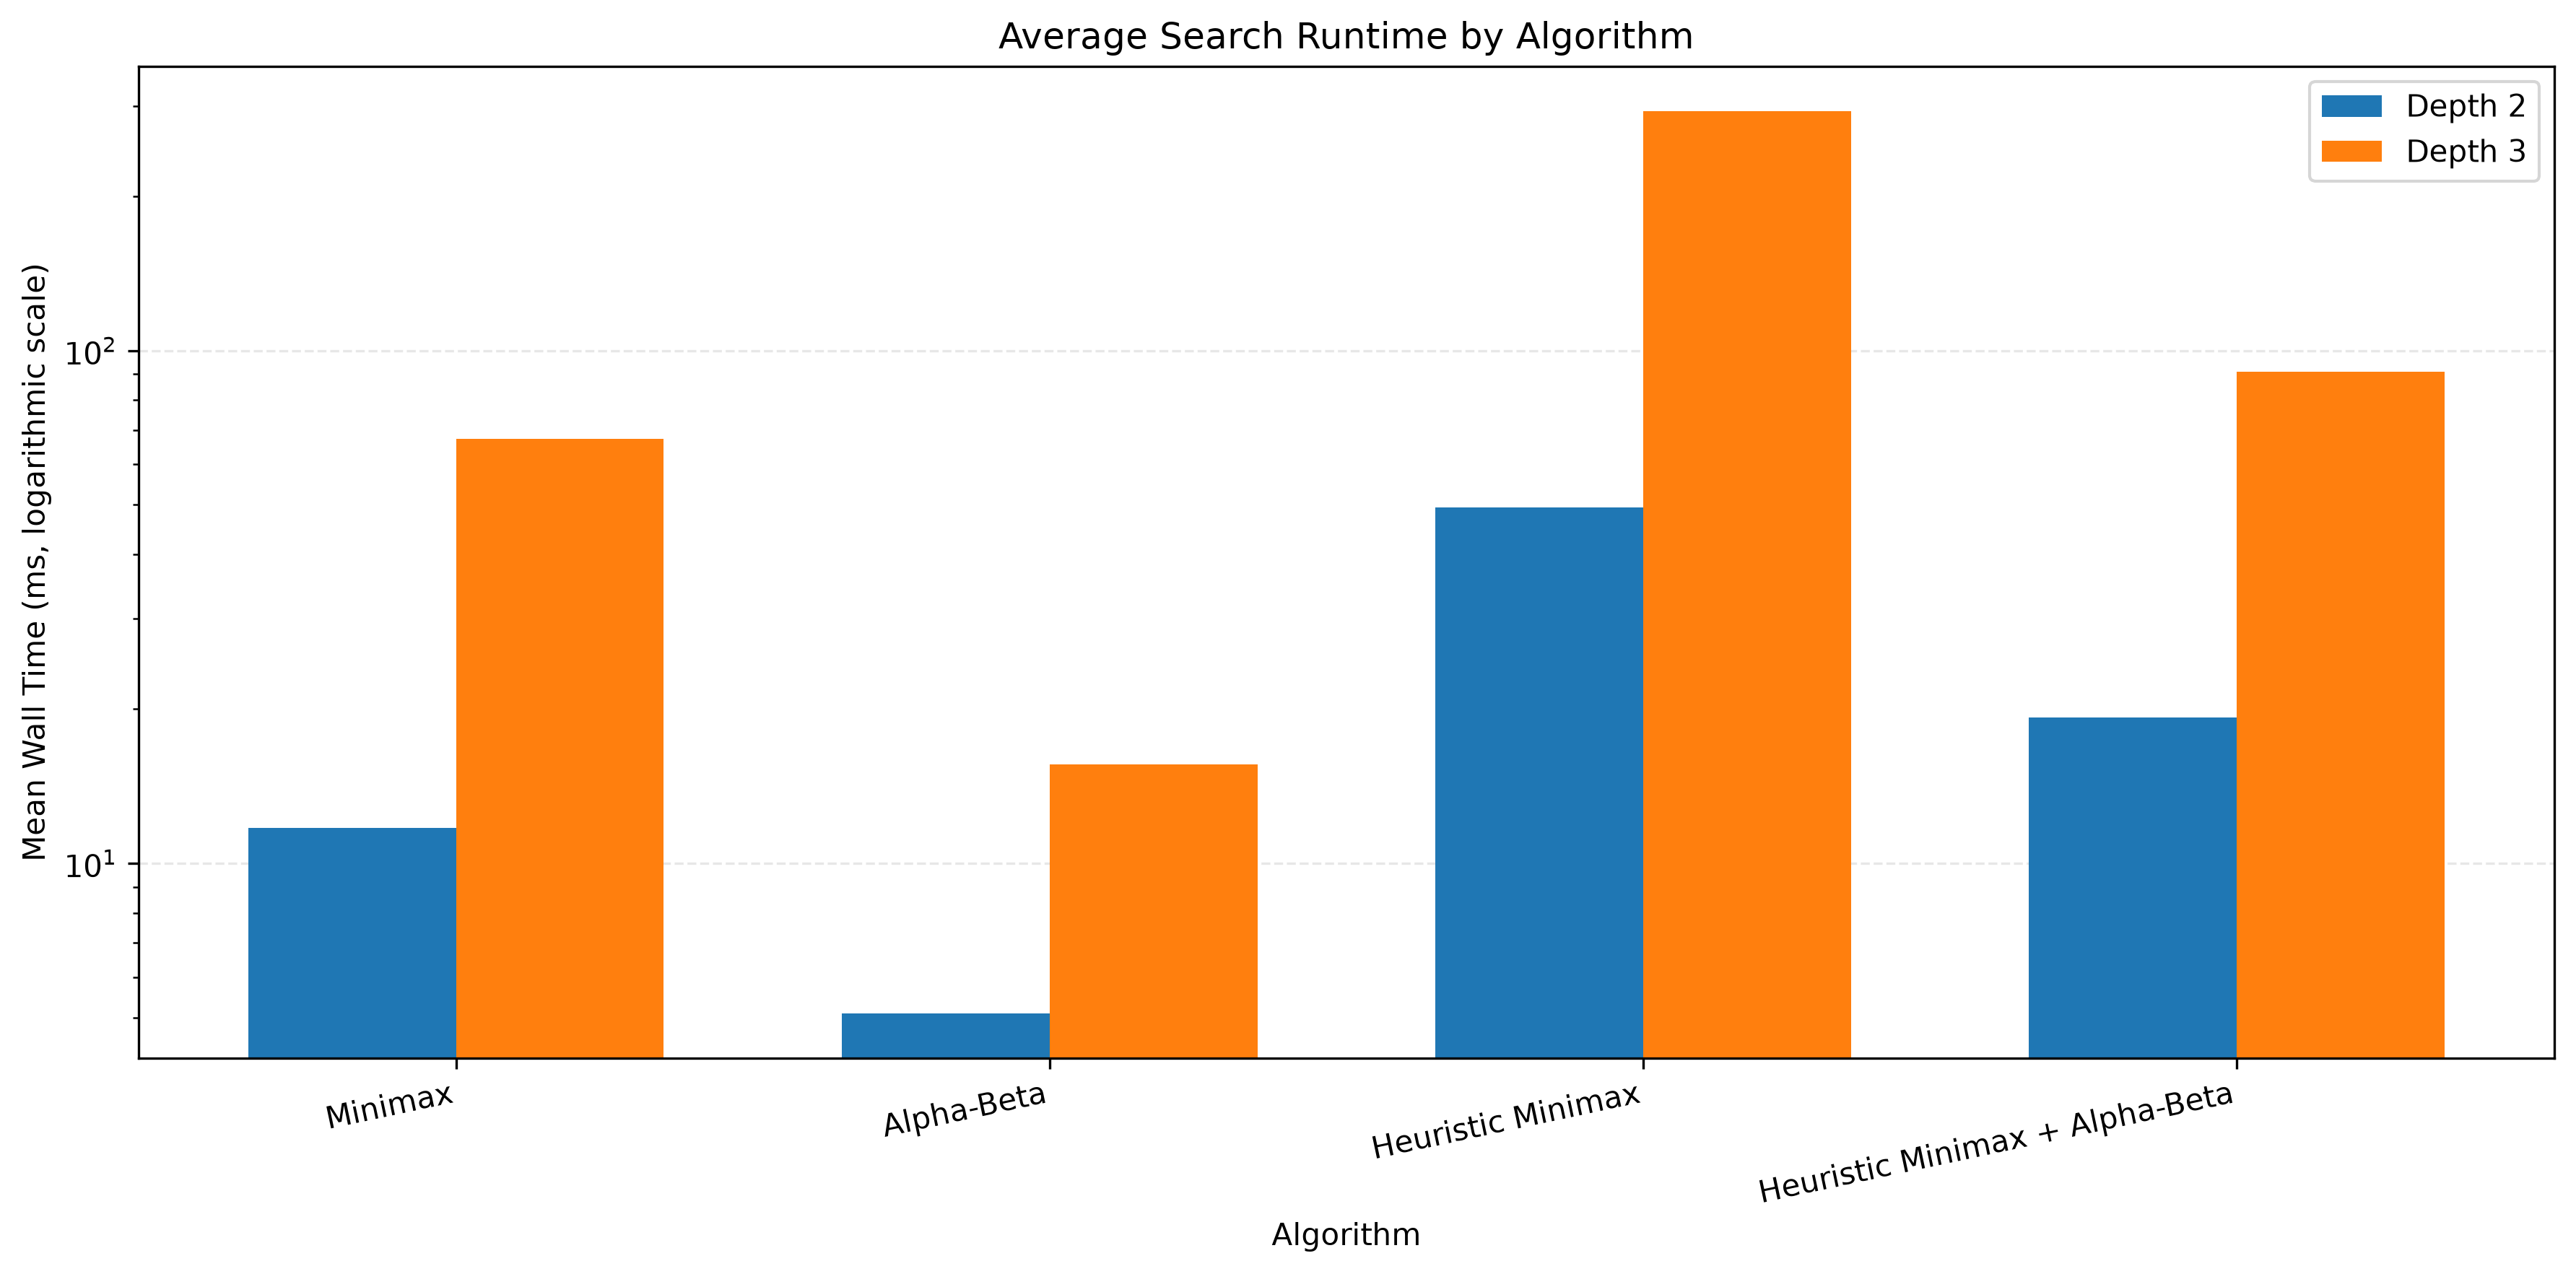 Average Search Runtime by Algorithm
Mean Wall Time (ms, logarithmic scale)
10²
10¹
Depth 2
Depth 3
Minimax
Alpha-Beta
Heuristic Minimax
Heuristic Minimax + Alpha-Beta
Algorithm